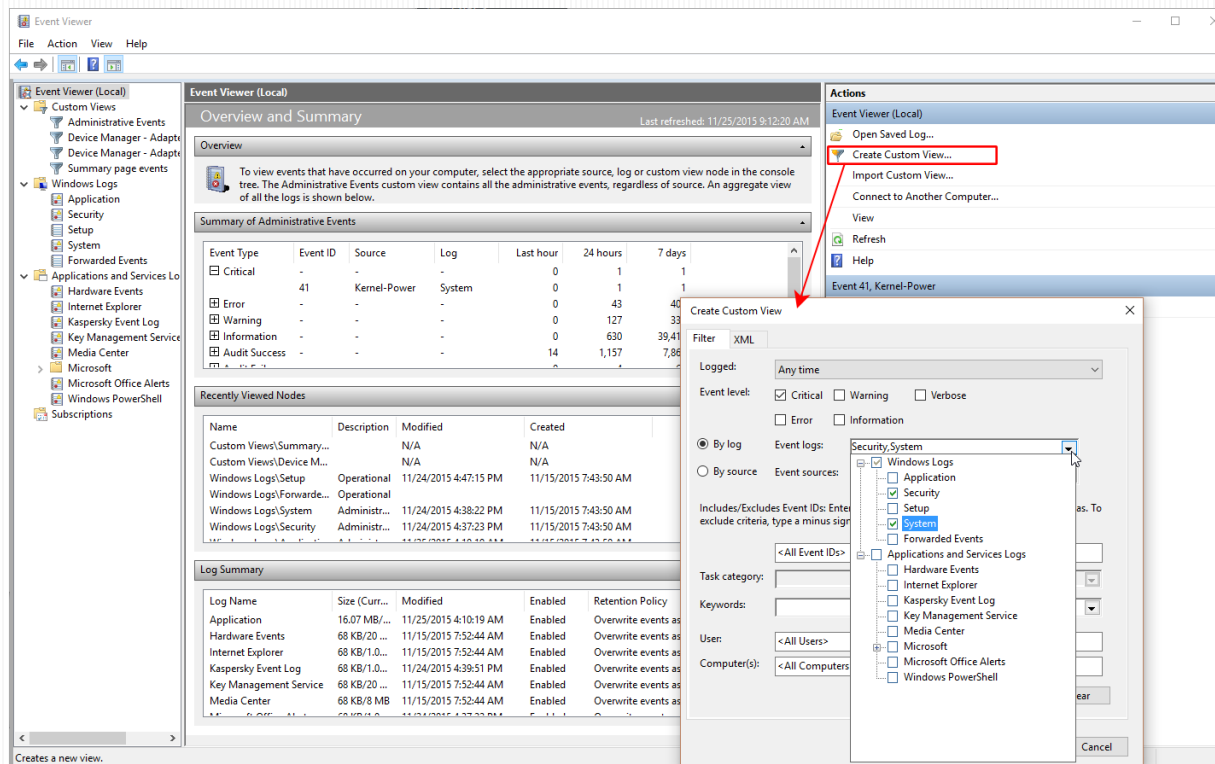 Event Viewer
File Action View Help
Event Viewer (Local)
Custom Views
Administrative Events
Device Manager - Adapte
Device Manager - Adapte
Summary page events
Windows Logs
Application
Security
Setup
System
Forwarded Events
Applications and Services Lo
Hardware Events
Internet Explorer
Kaspersky Event Log
Key Management Service
Media Center
Microsoft
Microsoft Office Alerts
Windows PowerShell
Subscriptions
Event Viewer (Local)
Overview and Summary Last refreshed: 11/25/2015 9:12:20 AM
Overview
To view events that have occurred on your computer, select the appropriate source, log or custom view node in the console
tree. The Administrative Events custom view contains all the administrative events, regardless of source. An aggregate view
of all the logs is shown below.
Summary of Administrative Events
Event Type Event ID Source Log Last hour 24 hours 7 days
Critical - - - 0 1 1
41 Kernel-Power System 0 1 1
Error - - - 0 43 40
Warning - - - 0 127 33
Information - - - 0 630 39,41
Audit Success - - - 14 1,157 7,86
Recently Viewed Nodes
Name Description Modified Created
Custom Views\Summary... N/A N/A
Custom Views\Device M... N/A N/A
Windows Logs\Setup Operational 11/24/2015 4:47:15 PM 11/15/2015 7:43:50 AM
Windows Logs\Forwarde... Operational
Windows Logs\System Administr... 11/24/2015 4:38:22 PM 11/15/2015 7:43:50 AM
Windows Logs\Security Administr... 11/24/2015 4:37:23 PM 11/15/2015 7:43:50 AM
Log Summary
Log Name Size (Curr... Modified Enabled Retention Policy
Application 16.07 MB/... 11/25/2015 4:10:19 AM Enabled Overwrite events as
Hardware Events 68 KB/20 ... 11/15/2015 7:52:44 AM Enabled Overwrite events as
Internet Explorer 68 KB/1.0... 11/15/2015 7:52:44 AM Enabled Overwrite events as
Kaspersky Event Log 68 KB/1.0... 11/24/2015 4:39:51 PM Enabled Overwrite events as
Key Management Service 68 KB/20 ... 11/15/2015 7:52:44 AM Enabled Overwrite events as
Media Center 68 KB/8 MB 11/15/2015 7:52:44 AM Enabled Overwrite events as
Actions
Event Viewer (Local)
Open Saved Log...
Create Custom View...
Import Custom View...
Connect to Another Computer...
View
Refresh
Help
Event 41, Kernel-Power
Create Custom View
Filter XML
Logged: Any time
Event level: Critical Warning Verbose
Error Information
By log Event logs: Security,System
By source Event sources:
Windows Logs
Application
Security
Setup
System
Forwarded Events
Applications and Services Logs
Hardware Events
Internet Explorer
Kaspersky Event Log
Key Management Service
Media Center
Microsoft
Microsoft Office Alerts
Windows PowerShell
Includes/Excludes Event IDs: Enter as. To
exclude criteria, type a minus sign
<All Event IDs>
Task category:
Keywords:
User: <All Users>
Computer(s): <All Computers
ear
Cancel
Creates a new view.